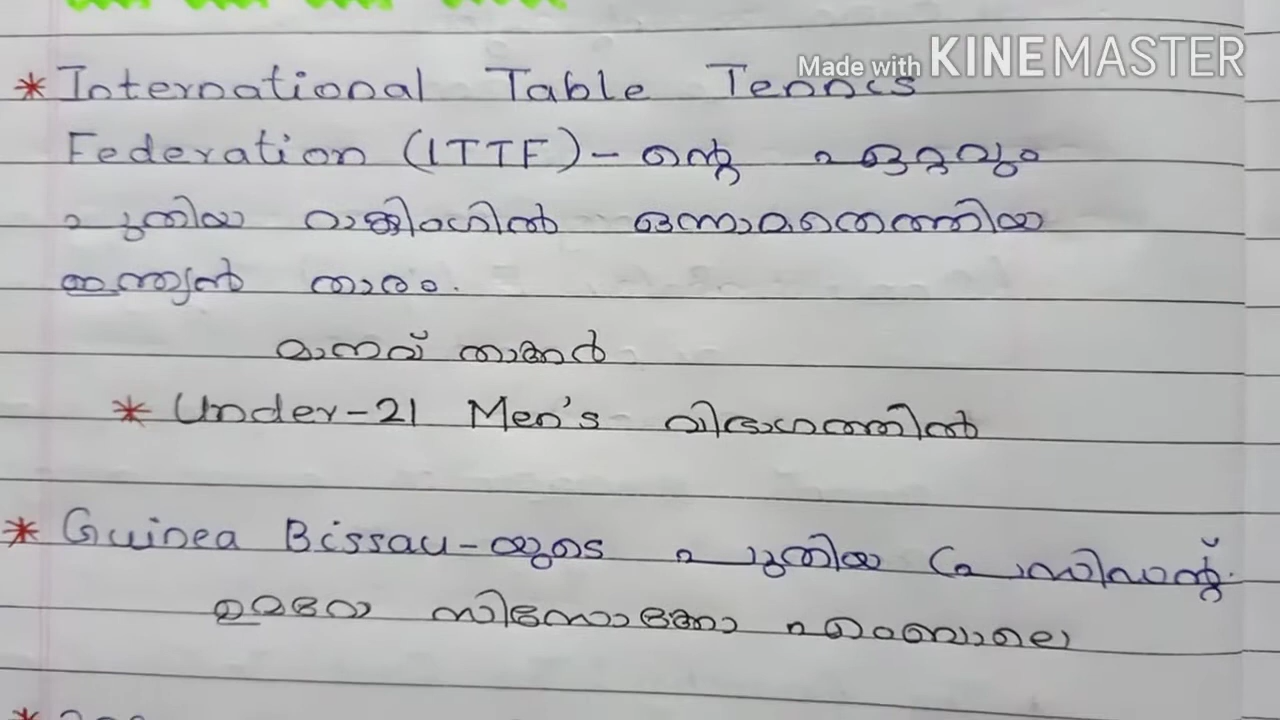 Made with KINEMASTER
* International Table Tennis
Federation (ITTF)-ന്റെ ഏറ്റവും
പുതിയ റാങ്കിംഗിൽ ഒന്നാമതെത്തിയ
ഇന്ത്യൻ താരം.
മാനവ് താക്കർ
* Under-21 Men's വിഭാഗത്തിൽ
* Guinea Bissau-യുടെ പുതിയ പ്രസിഡന്റ്.
ഉമറോ സിസ്സോക്കോ എംബാലോ